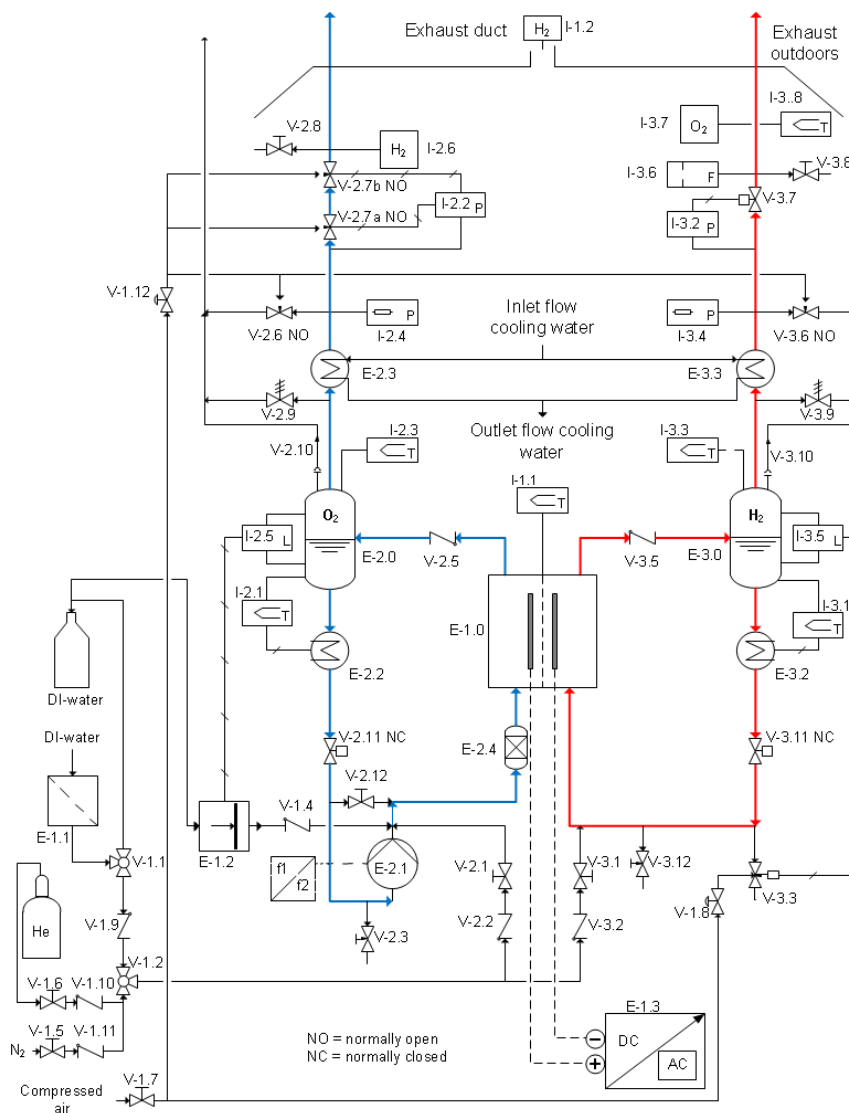 Exhaust duct
H₂
I-1.2
Exhaust
outdoors
I-3..8
T
I-3.7
O₂
V-2.8
H₂
I-2.6
I-3.6
F
V-3.8
V-2.7b NO
I-2.2 P
V-3.7
V-2.7a NO
I-3.2 P
V-1.12
Inlet flow
cooling water
P
P
V-2.6 NO
I-2.4
I-3.4
V-3.6 NO
E-2.3
E-3.3
V-2.9
V-3.9
Outlet flow cooling
water
V-2.10
I-2.3
T
I-3.3
T
V-3.10
I-1.1
T
O₂
H₂
I-2.5 L
I-3.5 L
E-2.0
V-2.5
V-3.5
E-3.0
I-2.1
T
I-3.1
T
E-1.0
E-2.2
E-3.2
DI-water
DI-water
V-2.11 NC
E-2.4
V-3.11 NC
V-2.12
V-1.4
E-1.1
E-1.2
V-1.1
f1
f2
E-2.1
V-2.1
V-3.1
V-3.12
V-3.3
V-1.8
He
V-1.9
V-2.3
V-2.2
V-3.2
V-1.2
V-1.6
V-1.10
V-1.5
V-1.11
N₂
NO = normally open
NC = normally closed
E-1.3
DC
AC
−
+
V-1.7
Compressed
air